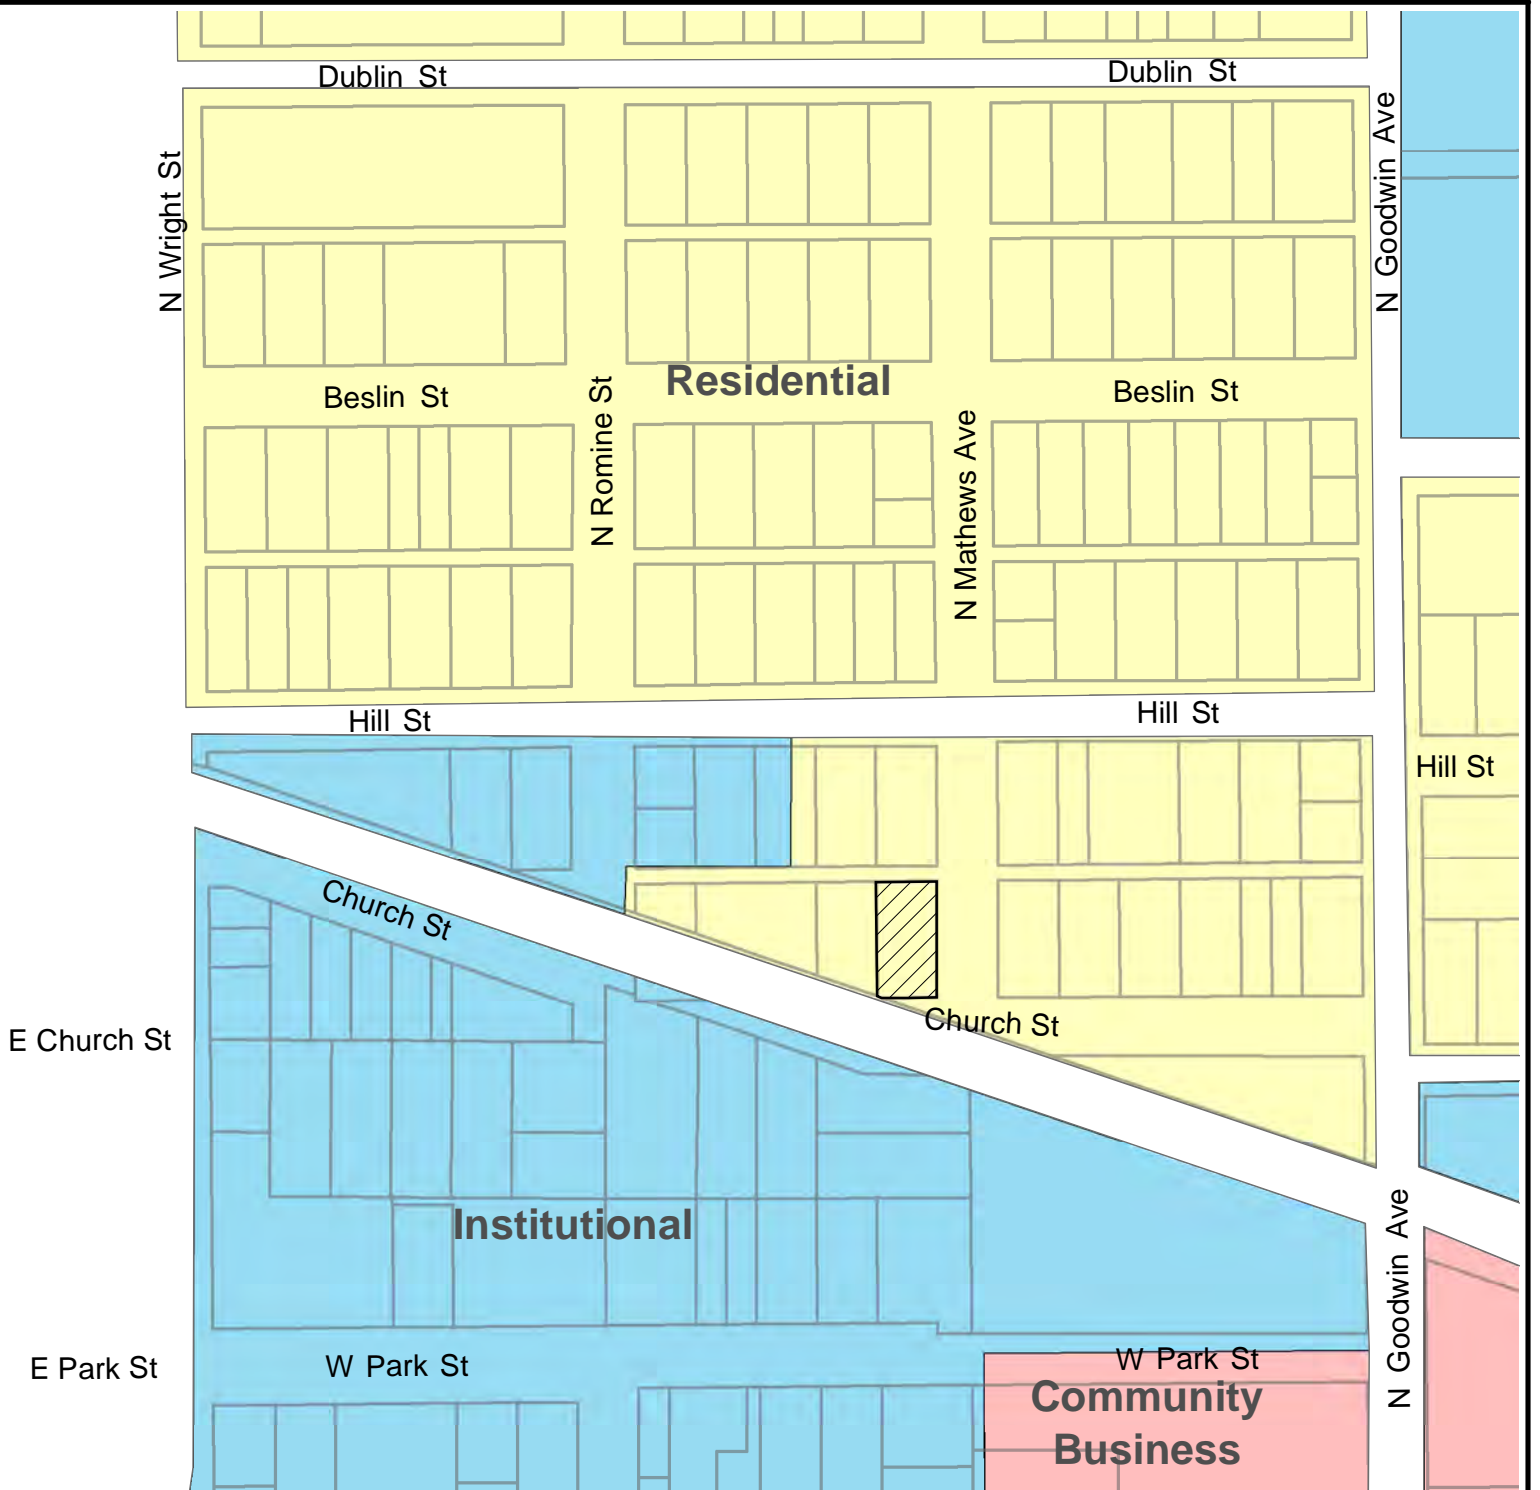 Dublin St
Dublin St
N Wright St
N Goodwin Ave
Residential
Beslin St
Beslin St
N Romine St
N Mathews Ave
Hill St
Hill St
Hill St
Church St
Church St
E Church St
Institutional
N Goodwin Ave
E Park St
W Park St
W Park St
Community
Business